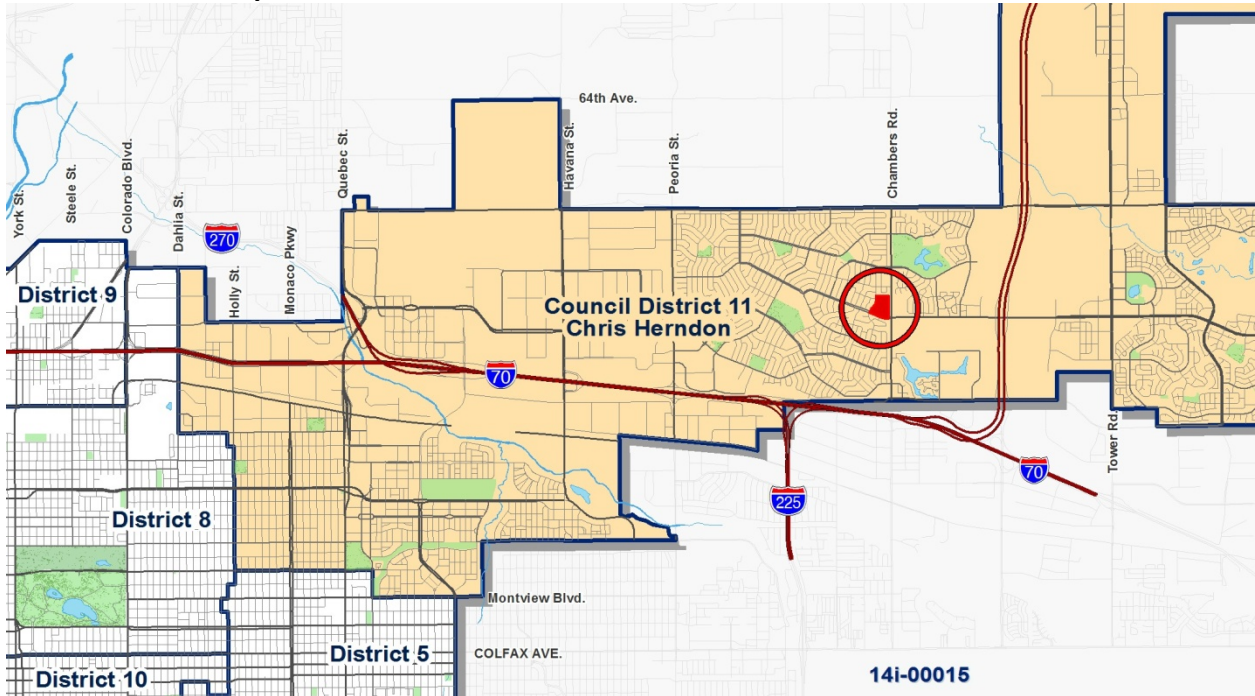 64th Ave.
York St.
Steele St.
Colorado Blvd.
Dahlia St.
Holly St.
Monaco Pkwy
Quebec St.
Havana St.
Peoria St.
Chambers Rd.
270
District 9
Council District 11
Chris Herndon
70
Tower Rd.
70
225
District 8
Montview Blvd.
District 5
COLFAX AVE.
District 10
14i-00015